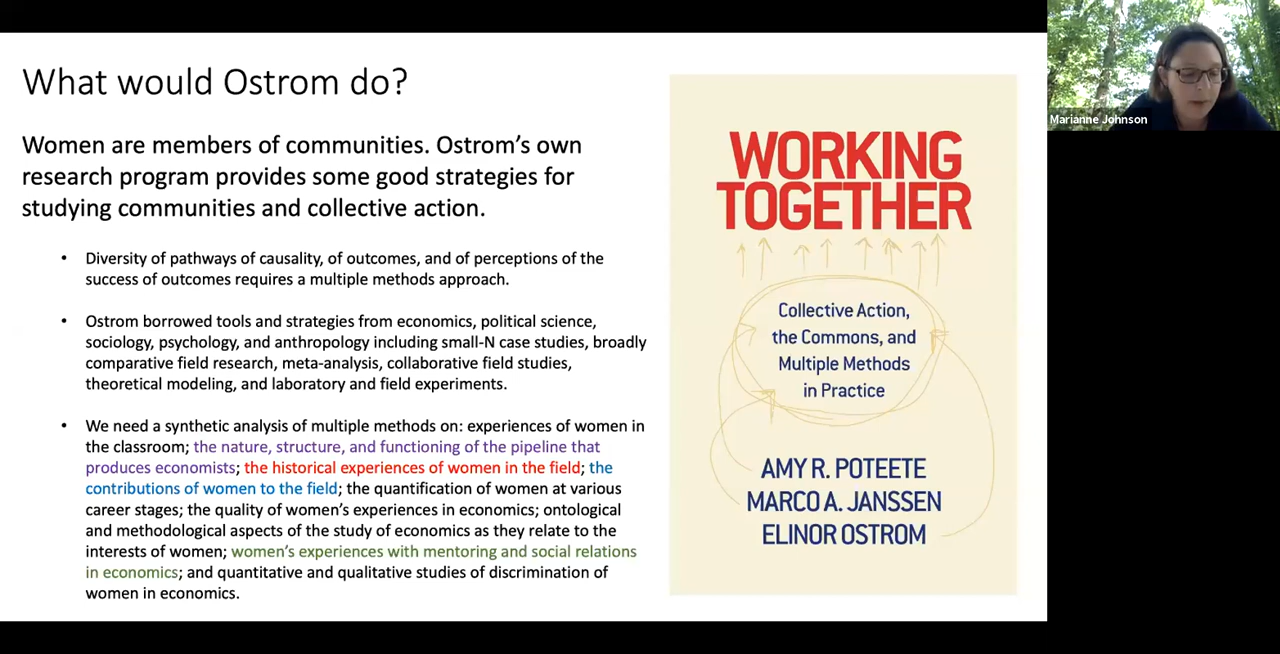 What would Ostrom do?
Women are members of communities. Ostrom's own
research program provides some good strategies for
studying communities and collective action.
• Diversity of pathways of causality, of outcomes, and of perceptions of the
success of outcomes requires a multiple methods approach.
• Ostrom borrowed tools and strategies from economics, political science,
sociology, psychology, and anthropology including small-N case studies, broadly
comparative field research, meta-analysis, collaborative field studies,
theoretical modeling, and laboratory and field experiments.
• We need a synthetic analysis of multiple methods on: experiences of women in
the classroom; the nature, structure, and functioning of the pipeline that
produces economists; the historical experiences of women in the field; the
contributions of women to the field; the quantification of women at various
career stages; the quality of women's experiences in economics; ontological
and methodological aspects of the study of economics as they relate to the
interests of women; women's experiences with mentoring and social relations
in economics; and quantitative and qualitative studies of discrimination of
women in economics.
WORKING
TOGETHER
Collective Action,
the Commons, and
Multiple Methods
in Practice
AMY R. POTEETE
MARCO A. JANSSEN
ELINOR OSTROM
Marianne Johnson